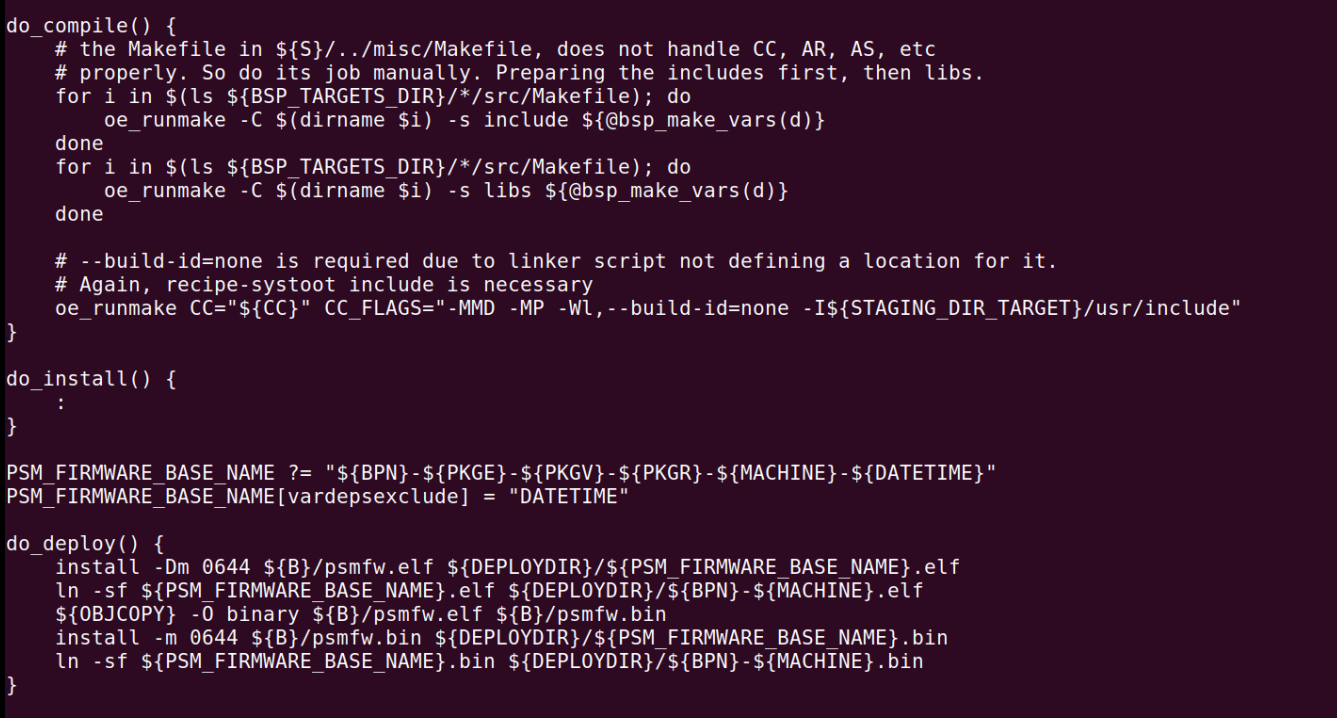 do_compile() {
    # the Makefile in ${S}/../misc/Makefile, does not handle CC, AR, AS, etc
    # properly. So do its job manually. Preparing the includes first, then libs.
    for i in $(ls ${BSP_TARGETS_DIR}/*/src/Makefile); do
        oe_runmake -C $(dirname $i) -s include ${@bsp_make_vars(d)}
    done
    for i in $(ls ${BSP_TARGETS_DIR}/*/src/Makefile); do
        oe_runmake -C $(dirname $i) -s libs ${@bsp_make_vars(d)}
    done

    # --build-id=none is required due to linker script not defining a location for it.
    # Again, recipe-systoot include is necessary
    oe_runmake CC="${CC}" CC_FLAGS="-MMD -MP -Wl,--build-id=none -I${STAGING_DIR_TARGET}/usr/include"
}

do_install() {
    :
}

PSM_FIRMWARE_BASE_NAME ?= "${BPN}-${PKGE}-${PKGV}-${PKGR}-${MACHINE}-${DATETIME}"
PSM_FIRMWARE_BASE_NAME[vardepsexclude] = "DATETIME"

do_deploy() {
    install -Dm 0644 ${B}/psmfw.elf ${DEPLOYDIR}/${PSM_FIRMWARE_BASE_NAME}.elf
    ln -sf ${PSM_FIRMWARE_BASE_NAME}.elf ${DEPLOYDIR}/${BPN}-${MACHINE}.elf
    ${OBJCOPY} -O binary ${B}/psmfw.elf ${B}/psmfw.bin
    install -m 0644 ${B}/psmfw.bin ${DEPLOYDIR}/${PSM_FIRMWARE_BASE_NAME}.bin
    ln -sf ${PSM_FIRMWARE_BASE_NAME}.bin ${DEPLOYDIR}/${BPN}-${MACHINE}.bin
}